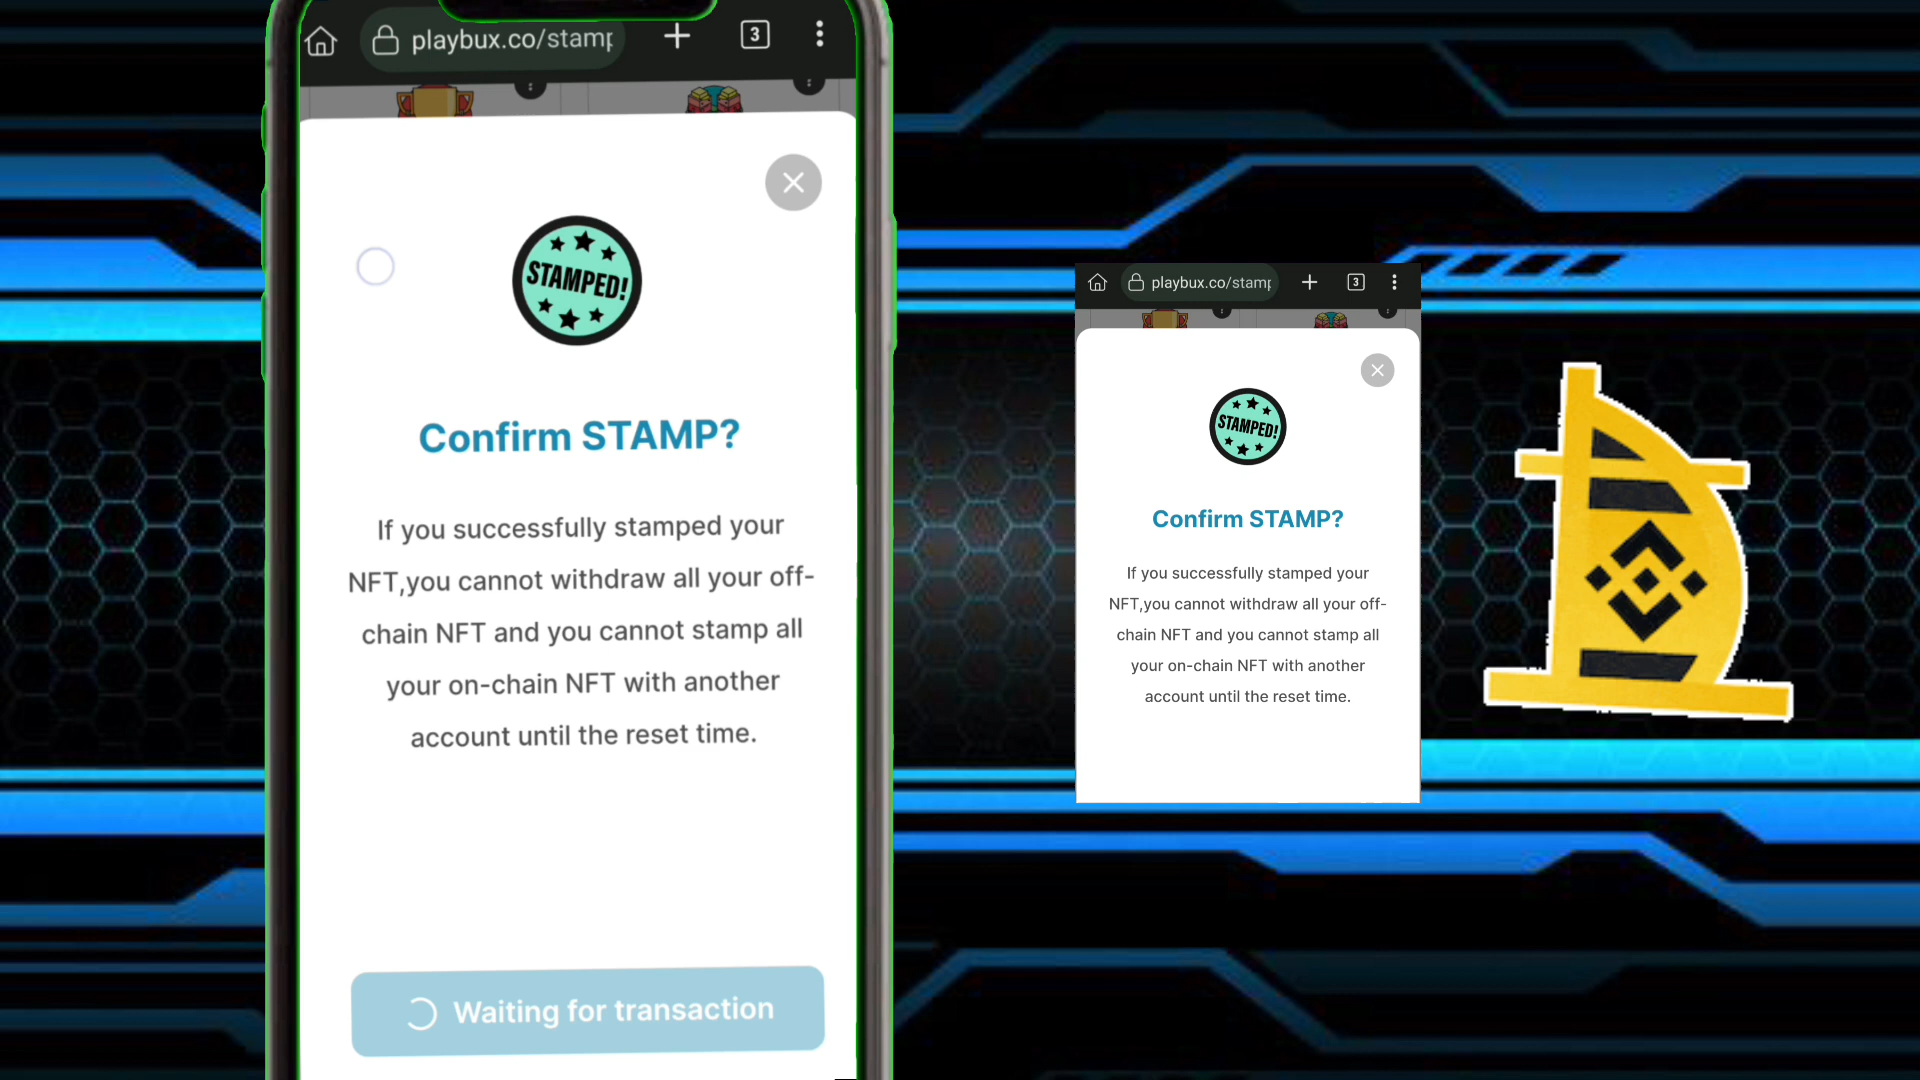 playbux.co/stamp
3
STAMPED!
Confirm STAMP?
If you successfully stamped your
NFT,you cannot withdraw all your off-
chain NFT and you cannot stamp all
your on-chain NFT with another
account until the reset time.
Waiting for transaction
playbux.co/stamp
3
STAMPED!
Confirm STAMP?
If you successfully stamped your
NFT,you cannot withdraw all your off-
chain NFT and you cannot stamp all
your on-chain NFT with another
account until the reset time.